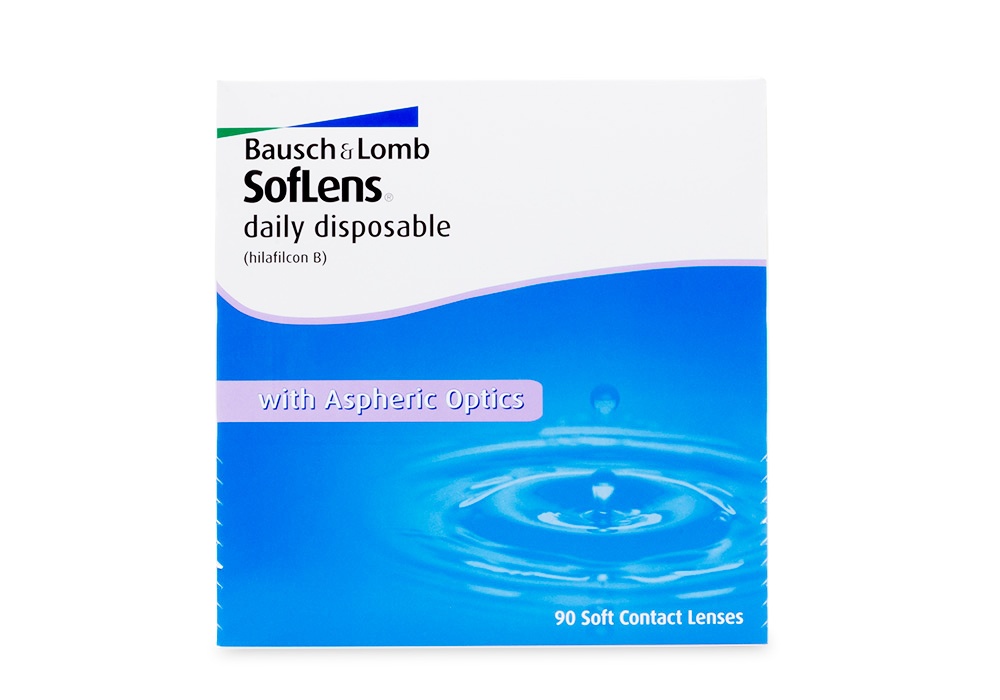 Bausch & Lomb
SofLens®
daily disposable
(hilafilcon B)
with Aspheric Optics
90 Soft Contact Lenses